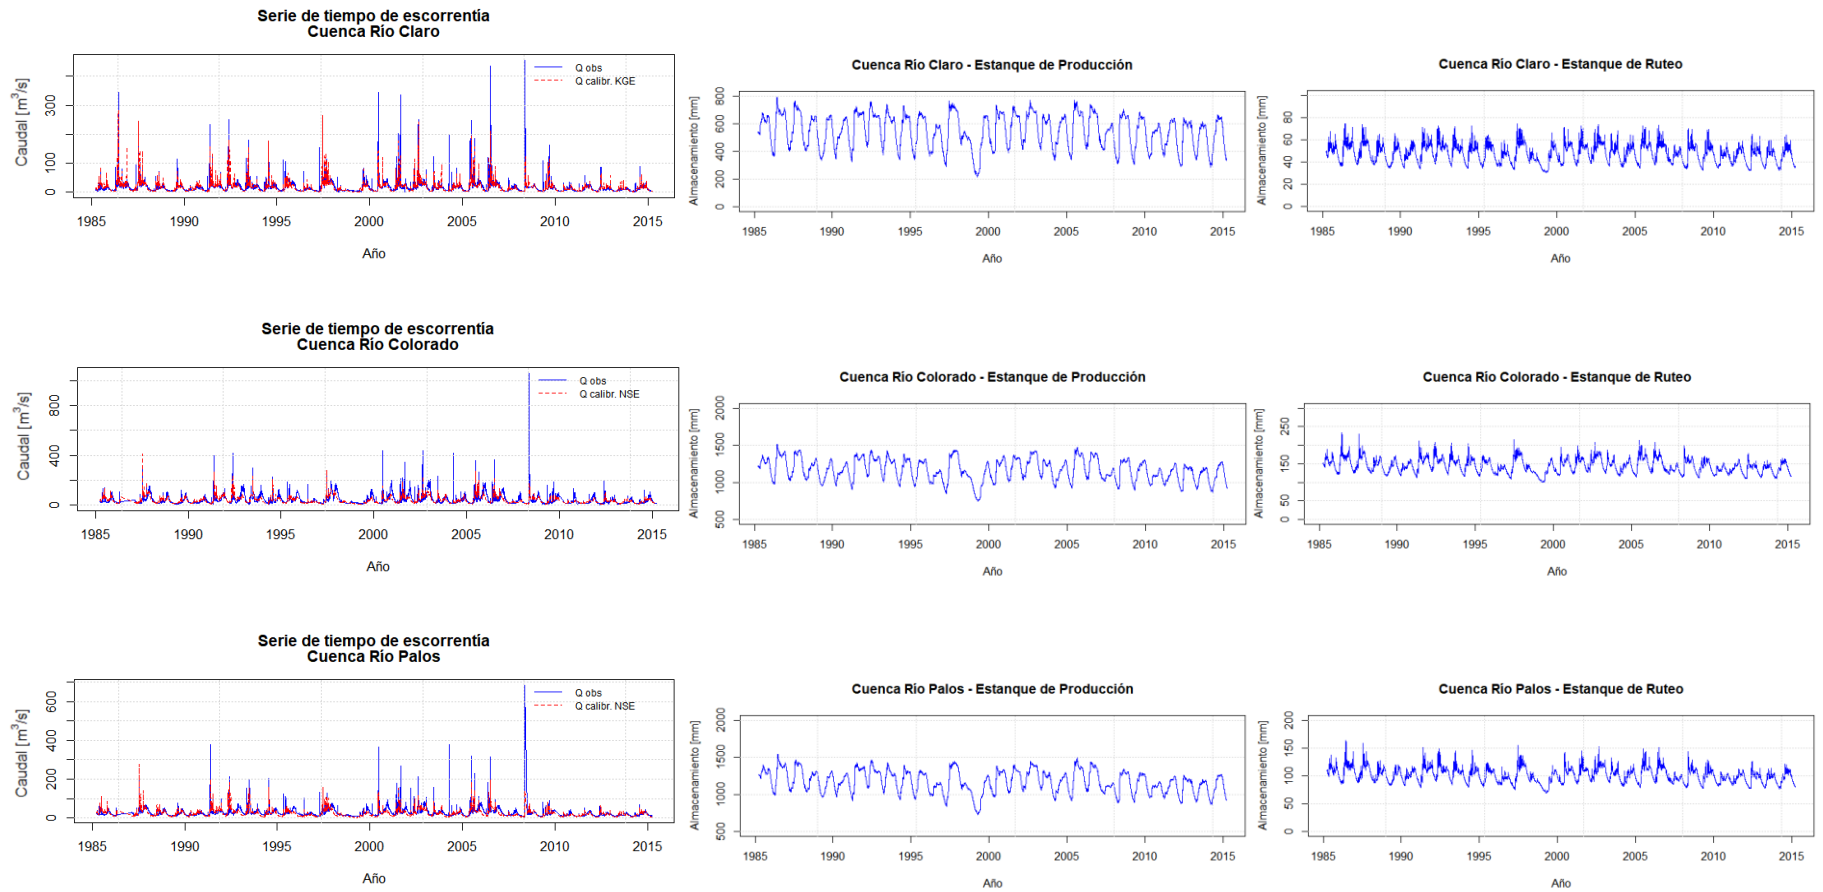 Serie de tiempo de escorrentía
Cuenca Río Claro
Caudal [m³/s]
0 100 300
Q obs
Q calibr. KGE
1985 1990 1995 2000 2005 2010 2015
Año
Cuenca Río Claro - Estanque de Producción
Almacenamiento [mm]
0 200 400 600 800
1985 1990 1995 2000 2005 2010 2015
Año
Cuenca Río Claro - Estanque de Ruteo
Almacenamiento [mm]
0 20 40 60 80
1985 1990 1995 2000 2005 2010 2015
Año
Serie de tiempo de escorrentía
Cuenca Río Colorado
Caudal [m³/s]
0 400 800
Q obs
Q calibr. NSE
1985 1990 1995 2000 2005 2010 2015
Año
Cuenca Río Colorado - Estanque de Producción
Almacenamiento [mm]
500 1000 1500 2000
1985 1990 1995 2000 2005 2010 2015
Año
Cuenca Río Colorado - Estanque de Ruteo
Almacenamiento [mm]
0 50 150 250
1985 1990 1995 2000 2005 2010 2015
Año
Serie de tiempo de escorrentía
Cuenca Río Palos
Caudal [m³/s]
0 200 400 600
Q obs
Q calibr. NSE
1985 1990 1995 2000 2005 2010 2015
Año
Cuenca Río Palos - Estanque de Producción
Almacenamiento [mm]
500 1000 1500 2000
1985 1990 1995 2000 2005 2010 2015
Año
Cuenca Río Palos - Estanque de Ruteo
Almacenamiento [mm]
0 50 100 150 200
1985 1990 1995 2000 2005 2010 2015
Año